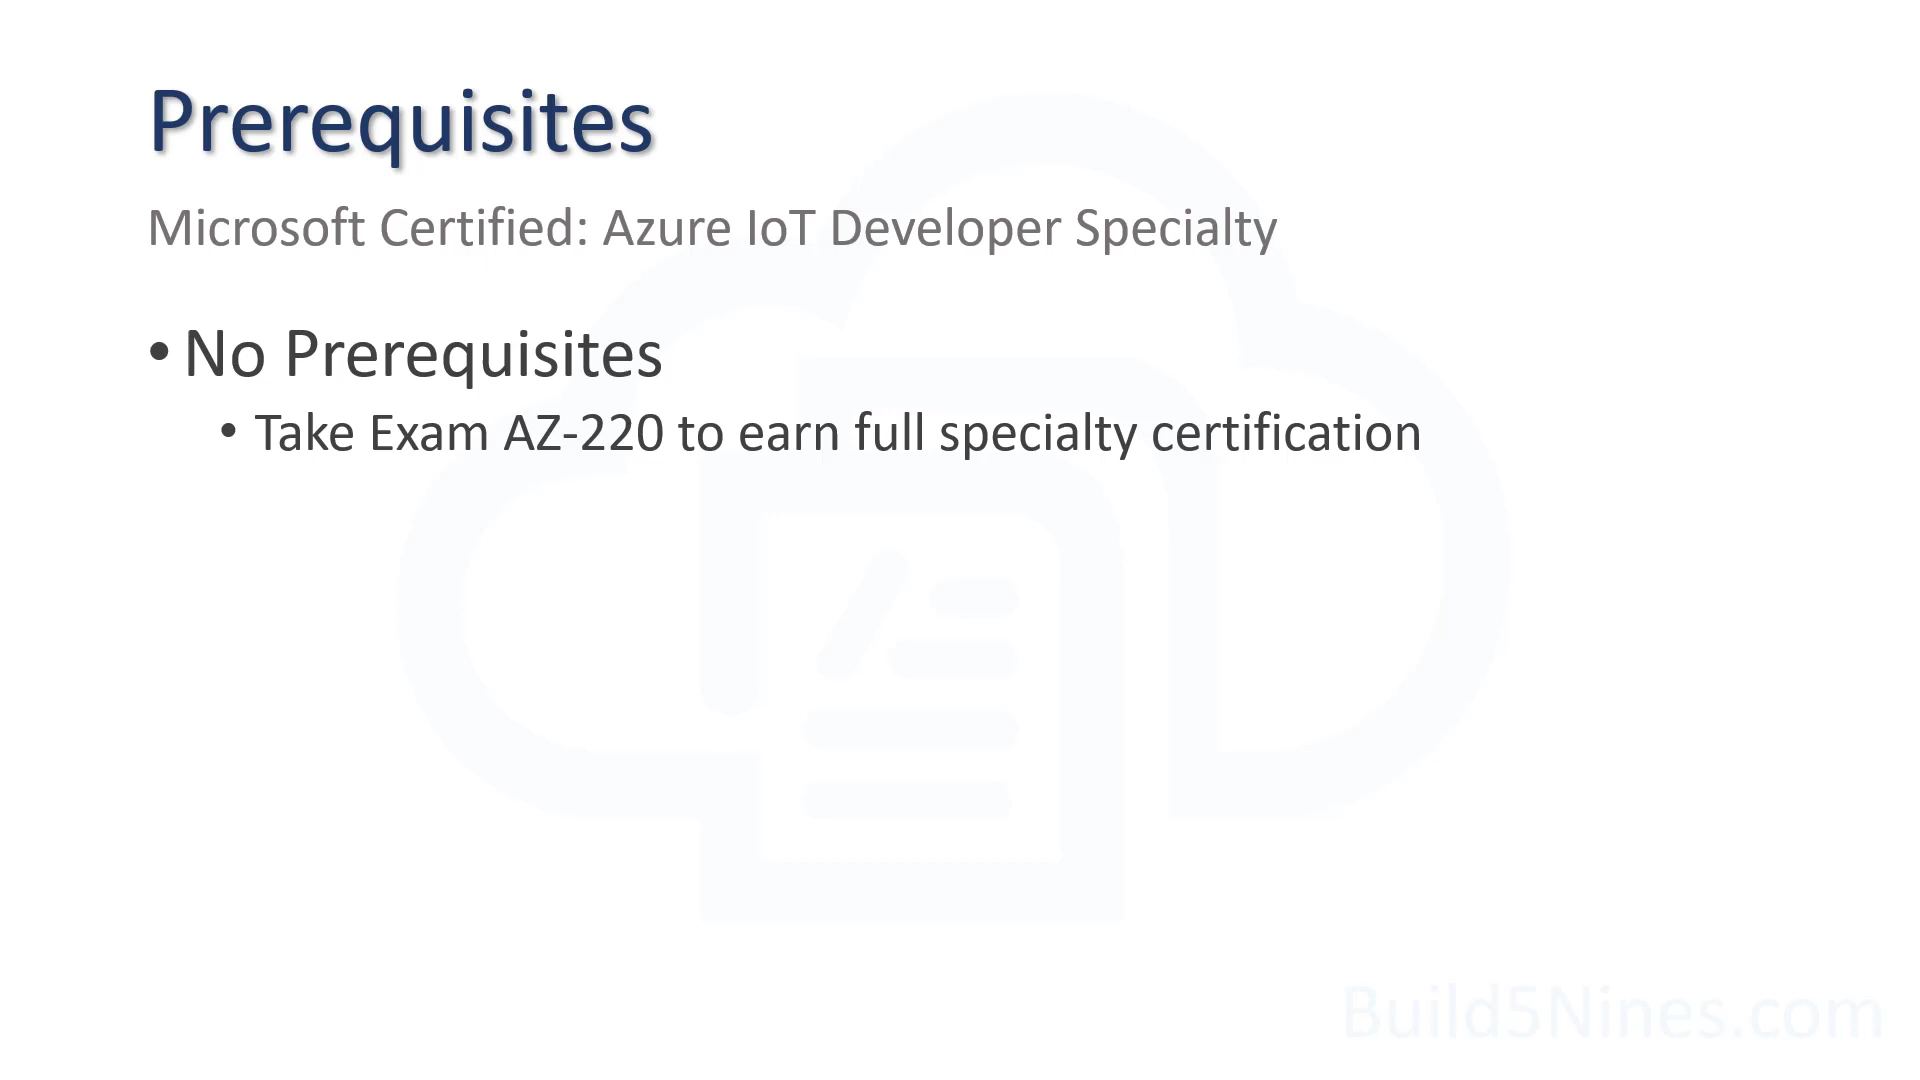 Prerequisites
Microsoft Certified: Azure IoT Developer Specialty
• No Prerequisites
• Take Exam AZ-220 to earn full specialty certification
Build5Nines.com